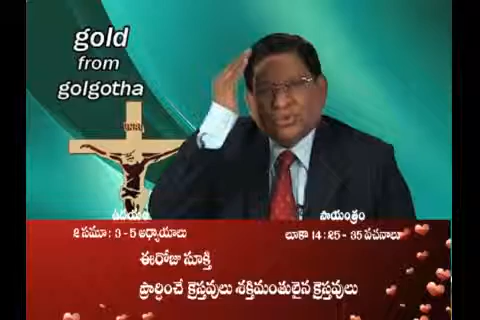 gold
from
golgotha
ఉదయం
సాయంత్రం
2 సమూ : 3 - 5 అధ్యాయాలు
లూకా 14 : 25 - 35 వచనాలు
ఈరోజు సూక్తి
ప్రార్ధించే క్రైస్తవులు శక్తిమంతులైన క్రైస్తవులు